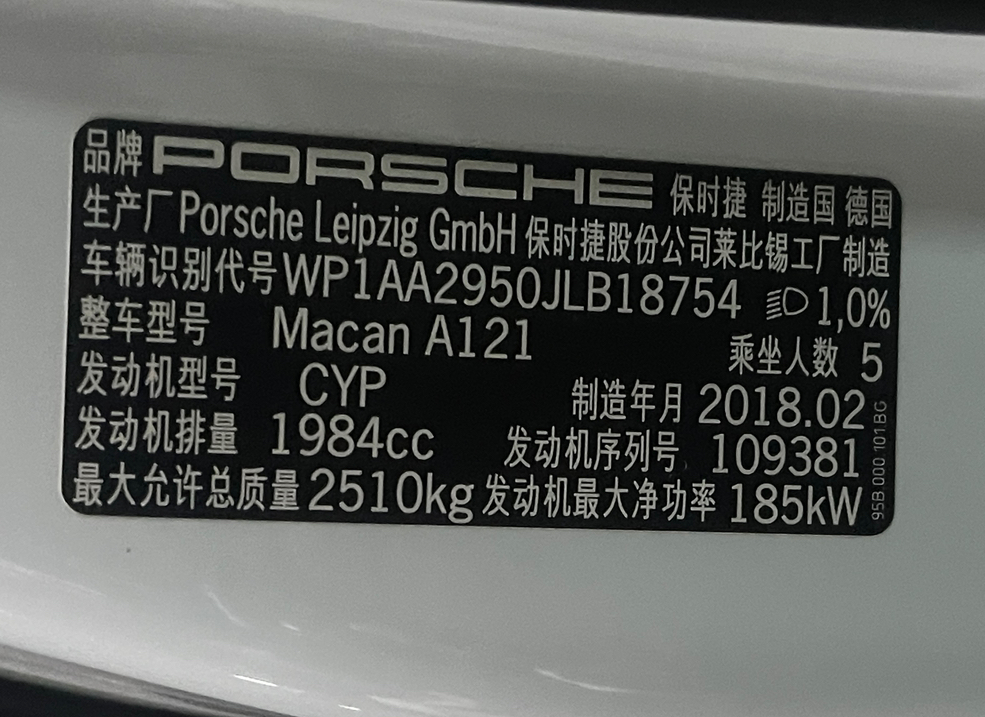 品牌 PORSCHE 保时捷 制造国 德国
生产厂 Porsche Leipzig GmbH 保时捷股份公司莱比锡工厂制造
车辆识别代号 WP1AA2950JLB18754 1,0%
整车型号 Macan A121 乘坐人数 5
发动机型号 CYP 制造年月 2018.02
发动机排量 1984cc 发动机序列号 109381
最大允许总质量 2510kg 发动机最大净功率 185kW
95B 000 101 BG